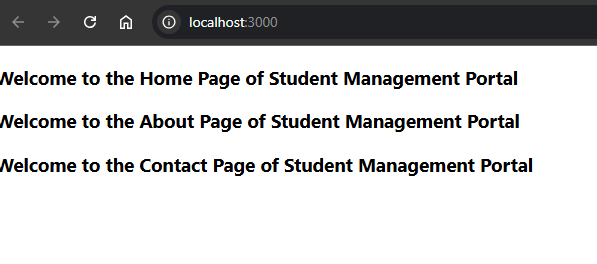 localhost:3000
Welcome to the Home Page of Student Management Portal
Welcome to the About Page of Student Management Portal
Welcome to the Contact Page of Student Management Portal